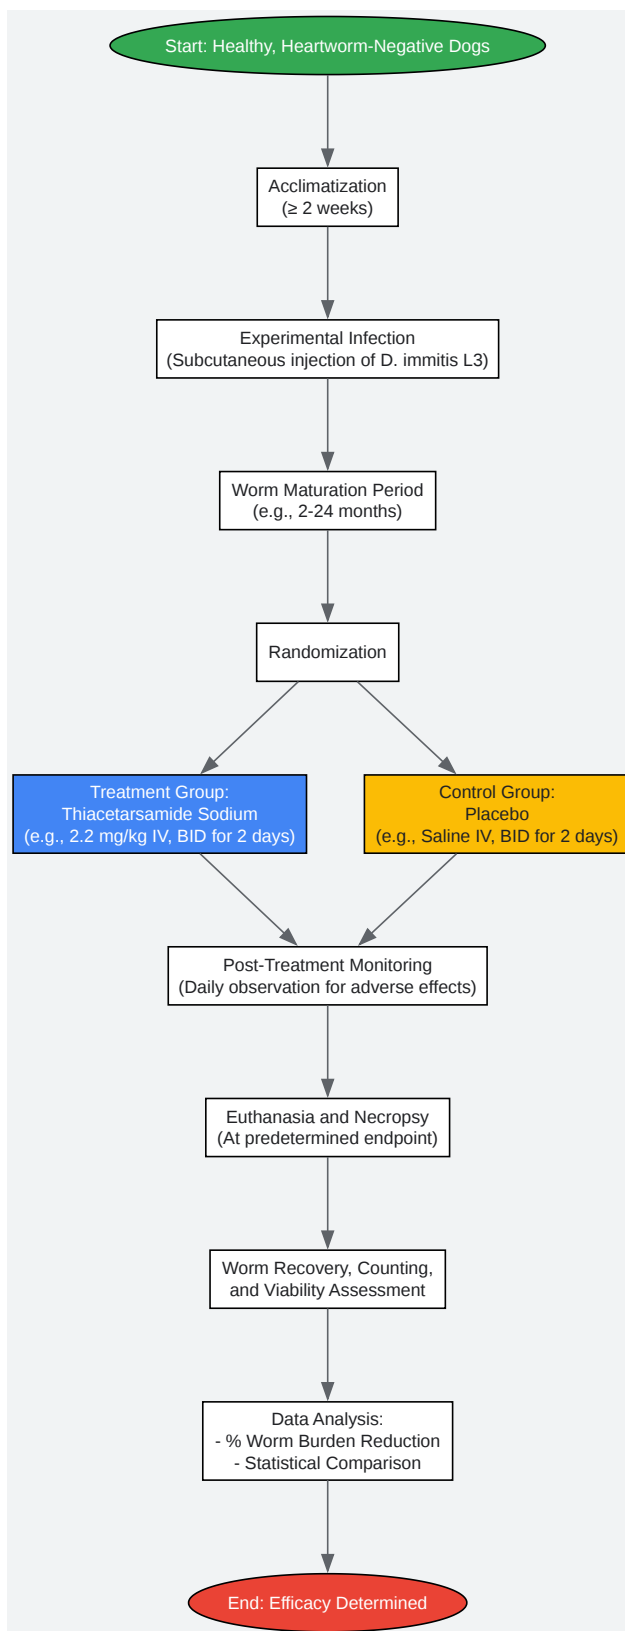 Start: Healthy, Heartworm-Negative Dogs
Acclimatization
(≥ 2 weeks)
Experimental Infection
(Subcutaneous injection of D. immitis L3)
Worm Maturation Period
(e.g., 2-24 months)
Randomization
Treatment Group:
Thiacetarsamide Sodium
(e.g., 2.2 mg/kg IV, BID for 2 days)
Control Group:
Placebo
(e.g., Saline IV, BID for 2 days)
Post-Treatment Monitoring
(Daily observation for adverse effects)
Euthanasia and Necropsy
(At predetermined endpoint)
Worm Recovery, Counting,
and Viability Assessment
Data Analysis:
- % Worm Burden Reduction
- Statistical Comparison
End: Efficacy Determined